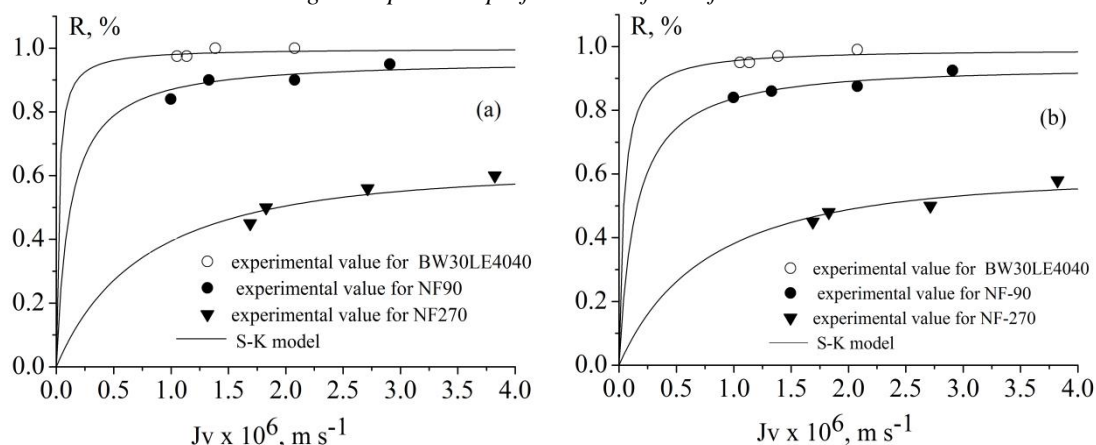 R, %
1.0
0.8
0.6
0.4
0.2
0.0
(a)
experimental value for BW30LE4040
experimental value for NF90
experimental value for NF270
S-K model
0.0 0.5 1.0 1.5 2.0 2.5 3.0 3.5 4.0
Jv x 10⁶, m s⁻¹
R, %
1.0
0.8
0.6
0.4
0.2
0.0
(b)
experimental value for BW30LE4040
experimental value for NF-90
experimental value for NF-270
S-K model
0.0 0.5 1.0 1.5 2.0 2.5 3.0 3.5 4.0
Jv x 10⁶, m s⁻¹